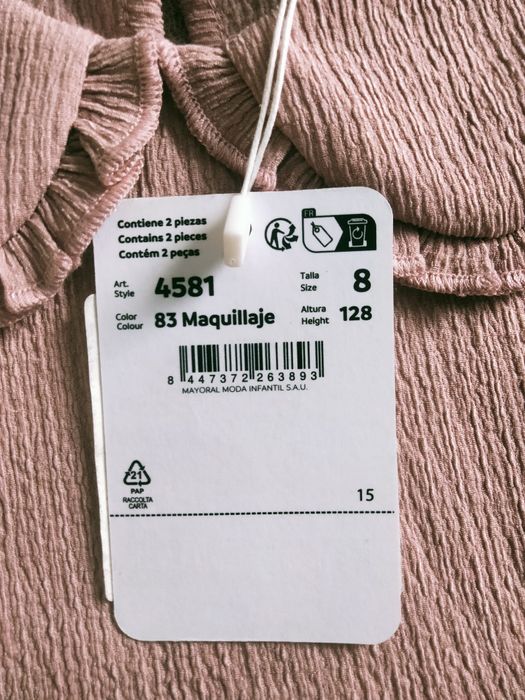 Contiene 2 piezas
Contains 2 pieces
Contém 2 peças
FR
Art.
Style
4581
Talla
Size
8
Color
Colour
83 Maquillaje
Altura
Height
128
8 447372 263893
MAYORAL MODA INFANTIL S.A.U.
21
PAP
RACCOLTA
CARTA
15